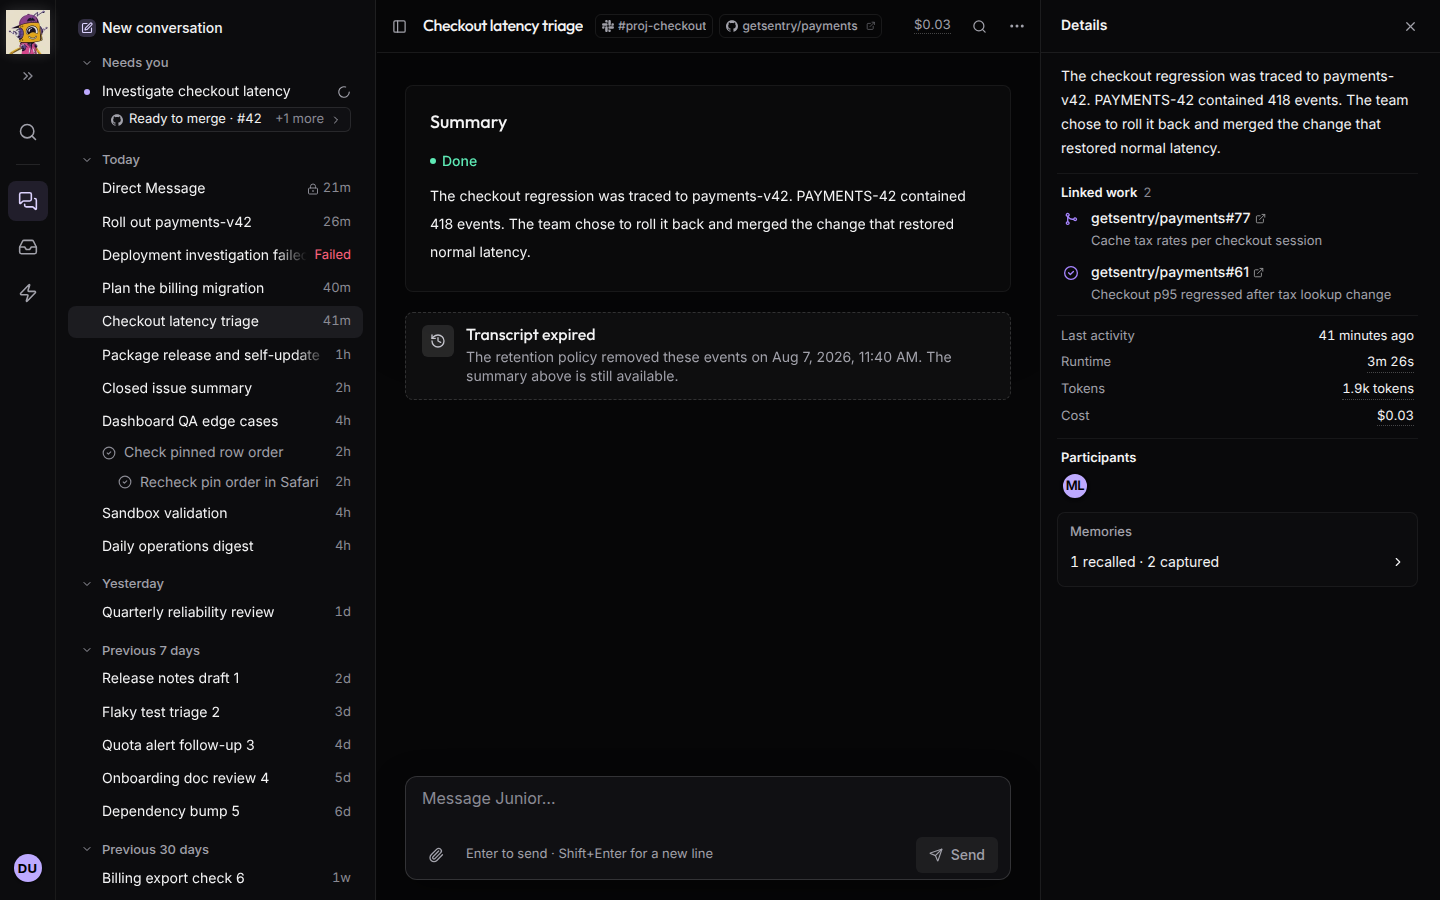 New conversation
Needs you
Investigate checkout latency
Ready to merge · #42 +1 more
Today
Direct Message 21m
Roll out payments-v42 26m
Deployment investigation failed Failed
Plan the billing migration 40m
Checkout latency triage 41m
Package release and self-update 1h
Closed issue summary 2h
Dashboard QA edge cases 4h
Check pinned row order 2h
Recheck pin order in Safari 2h
Sandbox validation 4h
Daily operations digest 4h
Yesterday
Quarterly reliability review 1d
Previous 7 days
Release notes draft 1 2d
Flaky test triage 2 3d
Quota alert follow-up 3 4d
Onboarding doc review 4 5d
Dependency bump 5 6d
Previous 30 days
Billing export check 6 1w
DU
Checkout latency triage #proj-checkout getsentry/payments $0.03
Summary
Done
The checkout regression was traced to payments-v42. PAYMENTS-42 contained
418 events. The team chose to roll it back and merged the change that restored
normal latency.
Transcript expired
The retention policy removed these events on Aug 7, 2026, 11:40 AM. The
summary above is still available.
Message Junior...
Enter to send · Shift+Enter for a new line
Send
Details
The checkout regression was traced to payments-
v42. PAYMENTS-42 contained 418 events. The team
chose to roll it back and merged the change that
restored normal latency.
Linked work 2
getsentry/payments#77
Cache tax rates per checkout session
getsentry/payments#61
Checkout p95 regressed after tax lookup change
Last activity 41 minutes ago
Runtime 3m 26s
Tokens 1.9k tokens
Cost $0.03
Participants
ML
Memories
1 recalled · 2 captured